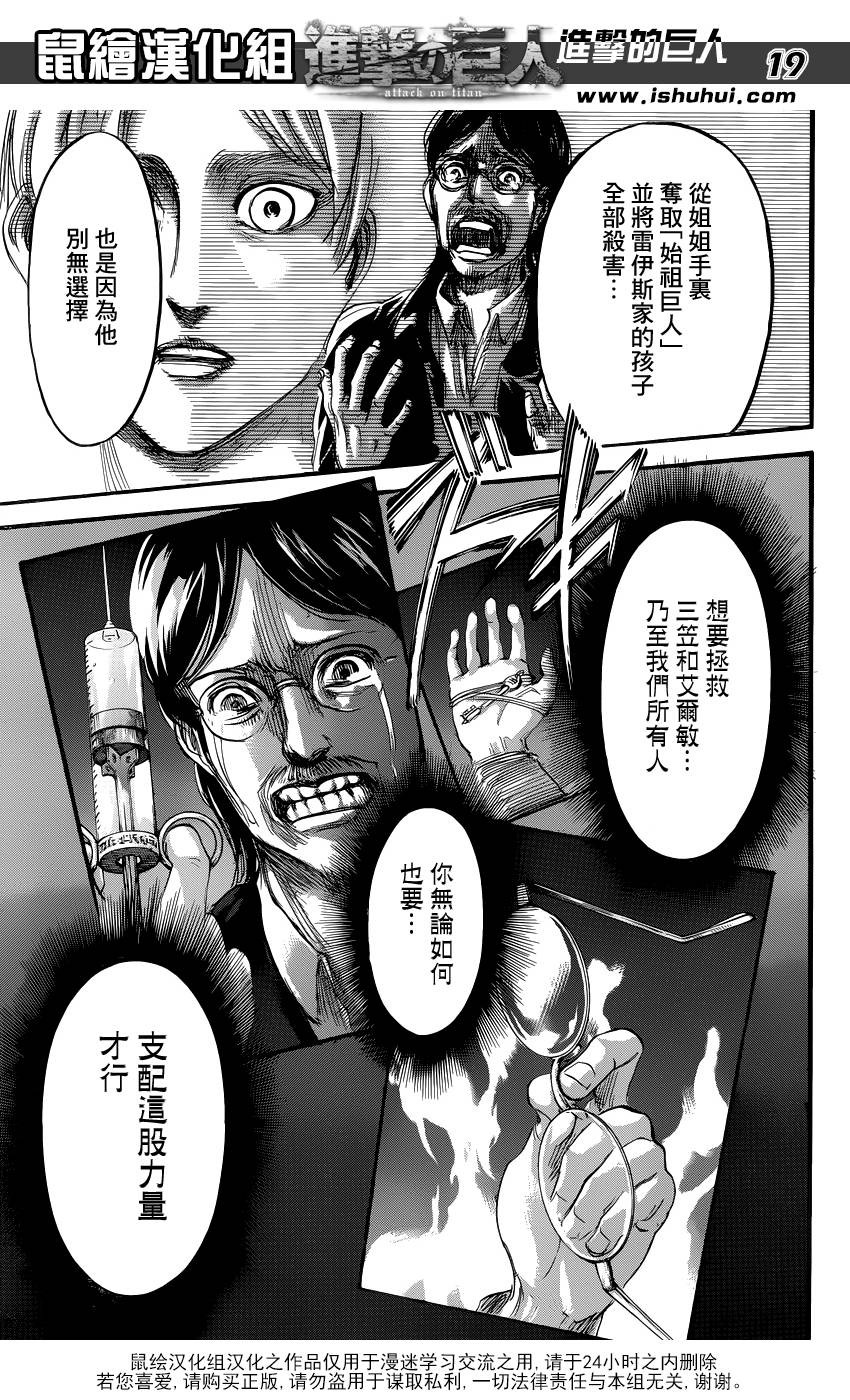 鼠繪漢化組
進撃の巨人
attack on titan
進擊的巨人
www.ishuhui.com
19
從姐姐手裏
奪取「始祖巨人」
並將雷伊斯家的孩子
全部殺害…
也是因為他
別無選擇
想要拯救
三笠和艾爾敏…
乃至我們所有人
你無論如何
也要…
支配這股力量
才行
鼠绘汉化组汉化之作品仅用于漫迷学习交流之用, 请于24小时之内删除
若您喜爱, 请购买正版, 请勿用于谋取私利, 一切法律责任与本组无关, 谢谢。